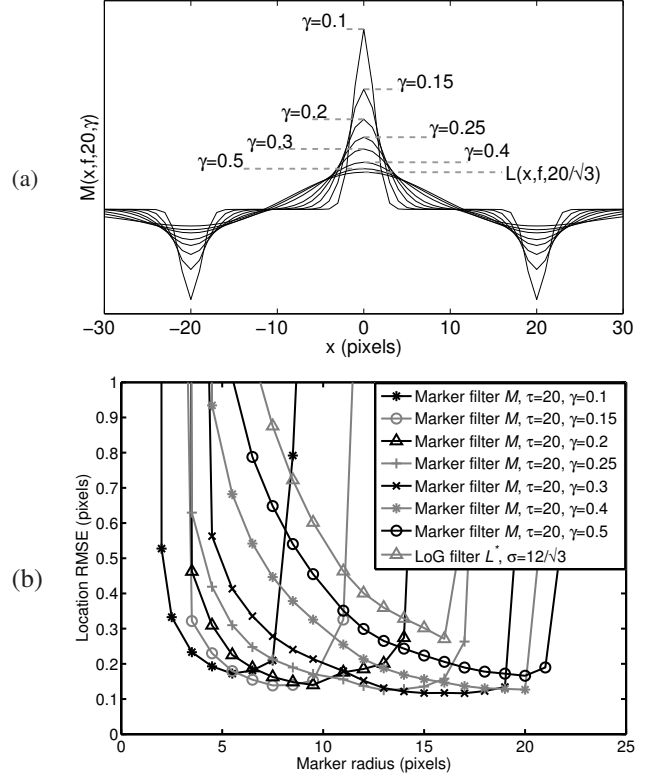 (a)
M(x,f,20,γ)
γ=0.1
γ=0.15
γ=0.2
γ=0.25
γ=0.3
γ=0.4
γ=0.5
L(x,f,20/√3)
−30 −20 −10 0 10 20 30
x (pixels)
(b)
Location RMSE (pixels)
1
0.9
0.8
0.7
0.6
0.5
0.4
0.3
0.2
0.1
0
Marker filter M, τ=20, γ=0.1
Marker filter M, τ=20, γ=0.15
Marker filter M, τ=20, γ=0.2
Marker filter M, τ=20, γ=0.25
Marker filter M, τ=20, γ=0.3
Marker filter M, τ=20, γ=0.4
Marker filter M, τ=20, γ=0.5
LoG filter L*, σ=12/√3
0 5 10 15 20 25
Marker radius (pixels)